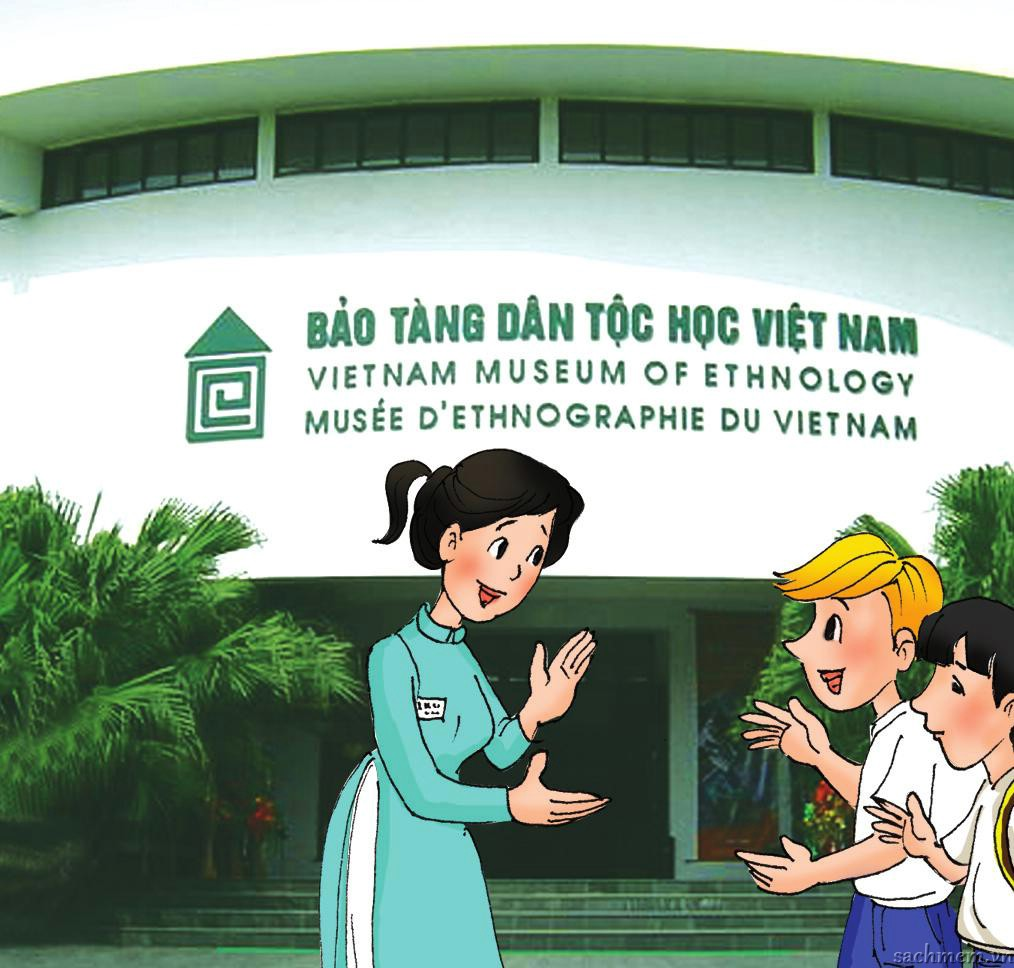 BẢO TÀNG DÂN TỘC HỌC VIỆT NAM
VIETNAM MUSEUM OF ETHNOLOGY
MUSÉE D'ETHNOGRAPHIE DU VIETNAM
sachmem.vn